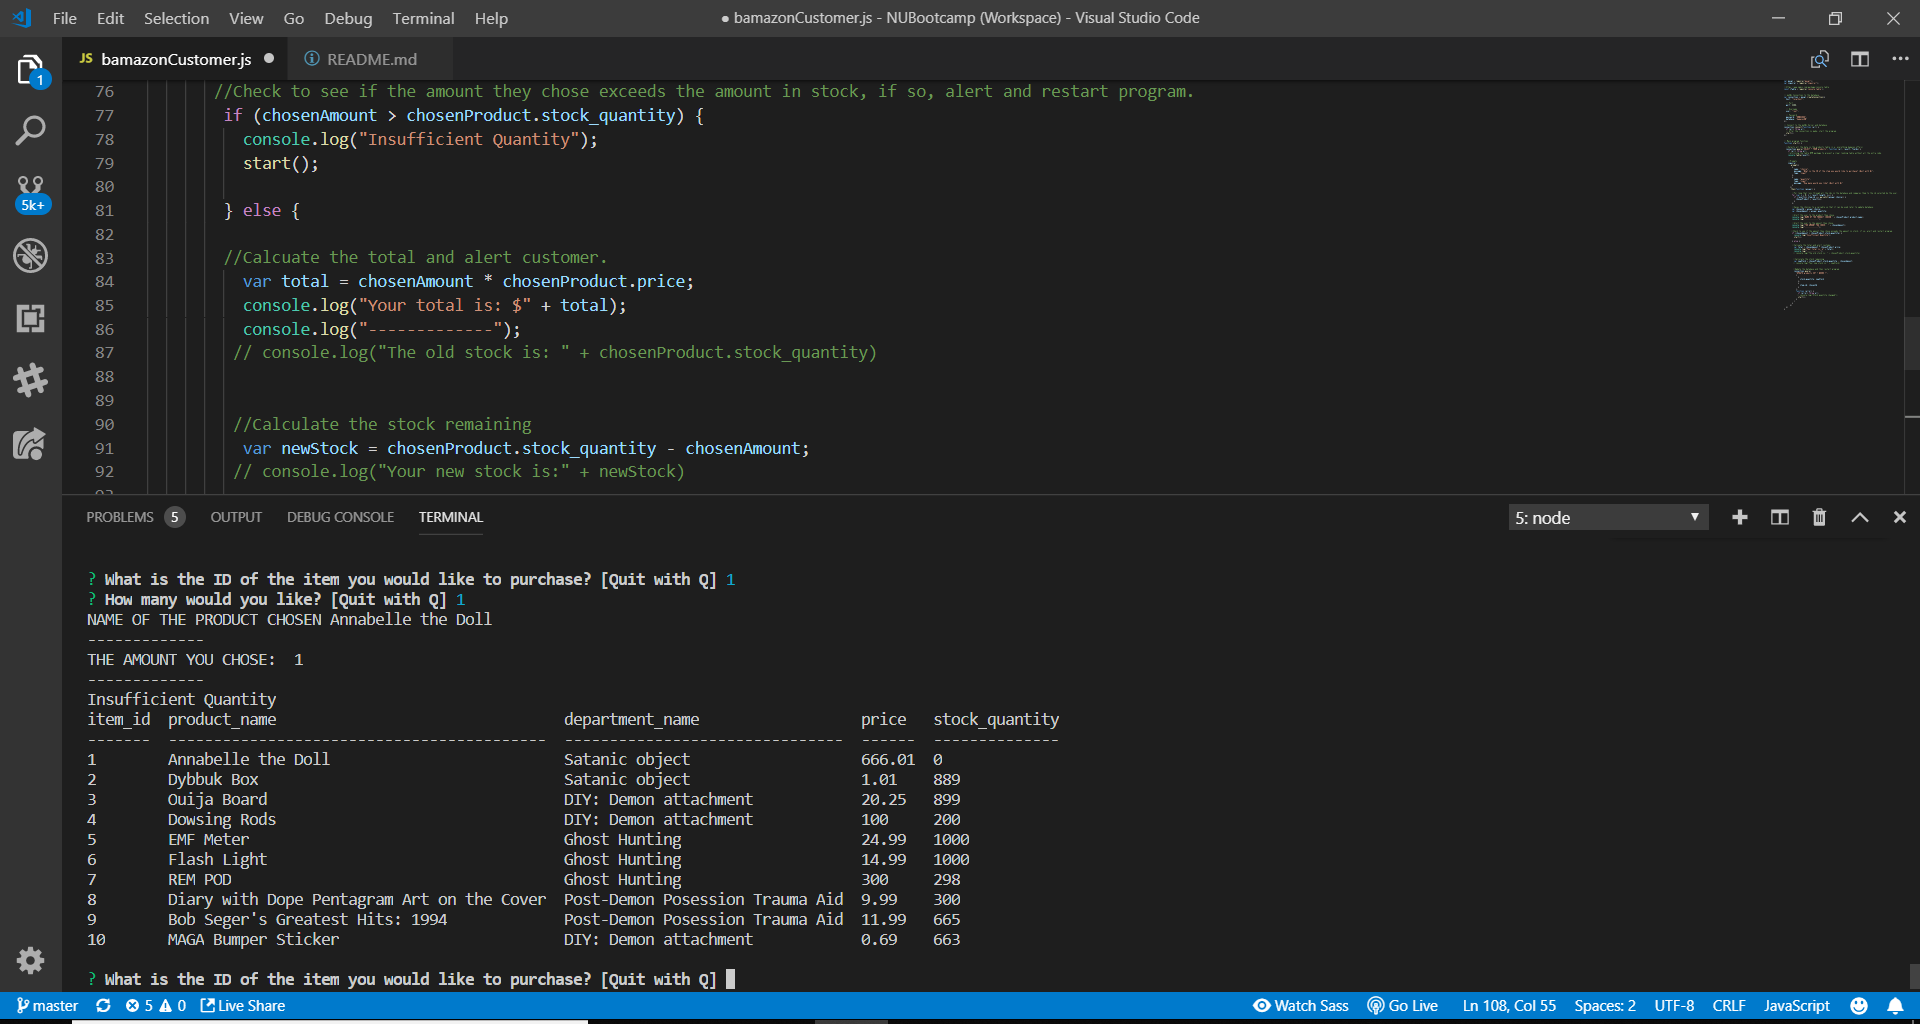 File Edit Selection View Go Debug Terminal Help
● bamazonCustomer.js - NUBootcamp (Workspace) - Visual Studio Code
JS bamazonCustomer.js ● README.md
1
5k+
76 //Check to see if the amount they chose exceeds the amount in stock, if so, alert and restart program.
77 if (chosenAmount > chosenProduct.stock_quantity) {
78 console.log("Insufficient Quantity");
79 start();
80
81 } else {
82
83 //Calcuate the total and alert customer.
84 var total = chosenAmount * chosenProduct.price;
85 console.log("Your total is: $" + total);
86 console.log("-------------");
87 // console.log("The old stock is: " + chosenProduct.stock_quantity)
88
89
90 //Calculate the stock remaining
91 var newStock = chosenProduct.stock_quantity - chosenAmount;
92 // console.log("Your new stock is:" + newStock)
PROBLEMS 5 OUTPUT DEBUG CONSOLE TERMINAL 5: node
? What is the ID of the item you would like to purchase? [Quit with Q] 1
? How many would you like? [Quit with Q] 1
NAME OF THE PRODUCT CHOSEN Annabelle the Doll
-------------
THE AMOUNT YOU CHOSE: 1
-------------
Insufficient Quantity
item_id product_name department_name price stock_quantity
------- ------------------------------------------ ------------------------------- ------ --------------
1 Annabelle the Doll Satanic object 666.01 0
2 Dybbuk Box Satanic object 1.01 889
3 Ouija Board DIY: Demon attachment 20.25 899
4 Dowsing Rods DIY: Demon attachment 100 200
5 EMF Meter Ghost Hunting 24.99 1000
6 Flash Light Ghost Hunting 14.99 1000
7 REM POD Ghost Hunting 300 298
8 Diary with Dope Pentagram Art on the Cover Post-Demon Posession Trauma Aid 9.99 300
9 Bob Seger's Greatest Hits: 1994 Post-Demon Posession Trauma Aid 11.99 665
10 MAGA Bumper Sticker DIY: Demon attachment 0.69 663
? What is the ID of the item you would like to purchase? [Quit with Q]
master 5 0 Live Share Watch Sass Go Live Ln 108, Col 55 Spaces: 2 UTF-8 CRLF JavaScript